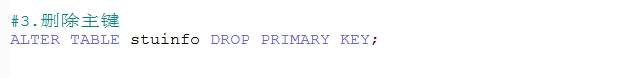 #3.删除主键
ALTER TABLE stuinfo DROP PRIMARY KEY;